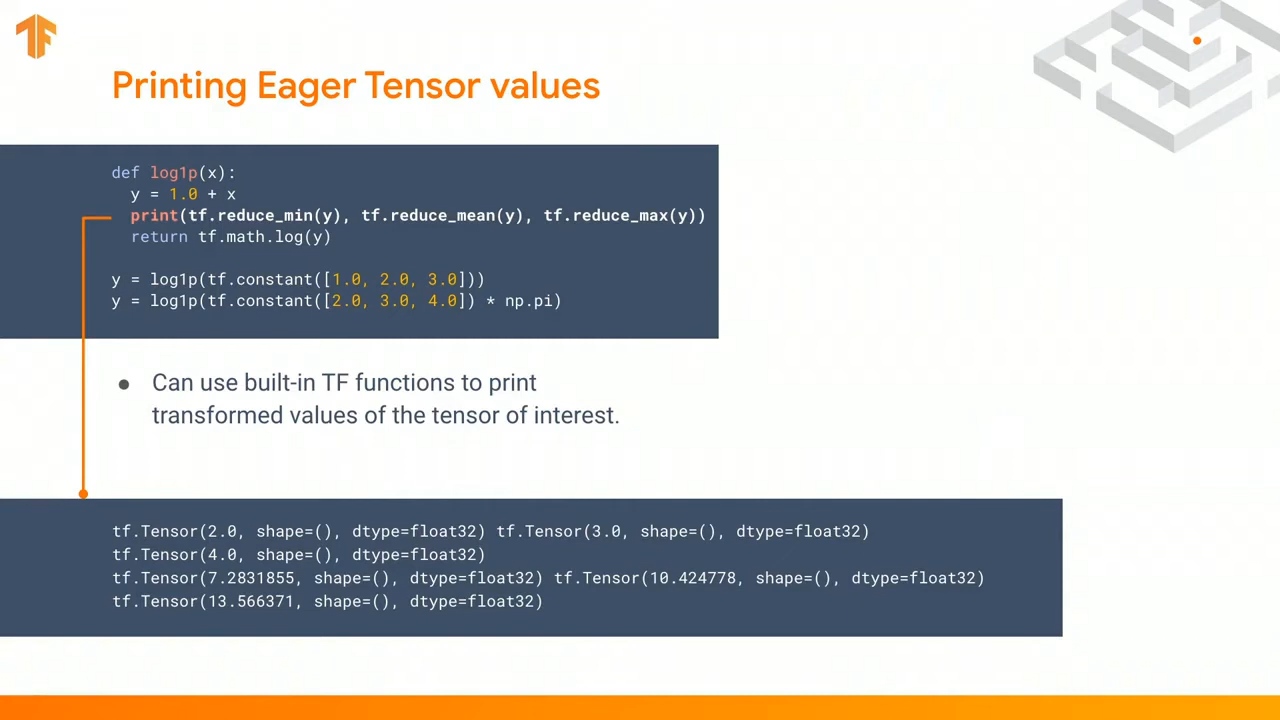 Printing Eager Tensor values
def log1p(x):
y = 1.0 + x
print(tf.reduce_min(y), tf.reduce_mean(y), tf.reduce_max(y))
return tf.math.log(y)
y = log1p(tf.constant([1.0, 2.0, 3.0]))
y = log1p(tf.constant([2.0, 3.0, 4.0]) * np.pi)
● Can use built-in TF functions to print
transformed values of the tensor of interest.
tf.Tensor(2.0, shape=(), dtype=float32) tf.Tensor(3.0, shape=(), dtype=float32)
tf.Tensor(4.0, shape=(), dtype=float32)
tf.Tensor(7.2831855, shape=(), dtype=float32) tf.Tensor(10.424778, shape=(), dtype=float32)
tf.Tensor(13.566371, shape=(), dtype=float32)